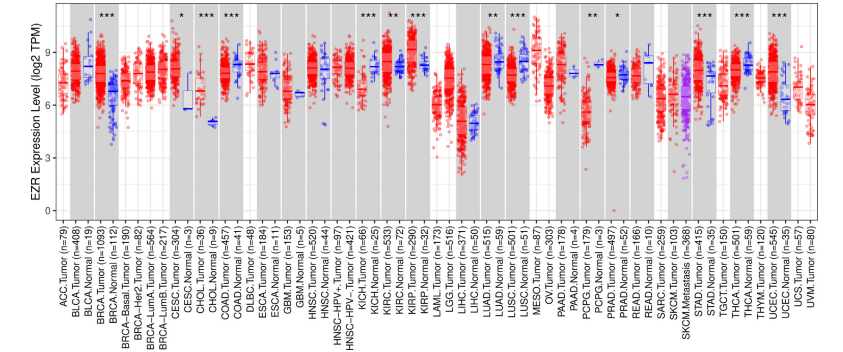 *** * *** *** *** ** *** ** *** ** * *** *** ***
EZR Expression Level (log2 TPM)
9
6
3
0
ACC.Tumor (n=79)
BLCA.Tumor (n=408)
BLCA.Normal (n=19)
BRCA.Tumor (n=1093)
BRCA.Normal (n=112)
BRCA-Basal.Tumor (n=190)
BRCA-Her2.Tumor (n=82)
BRCA-LumA.Tumor (n=564)
BRCA-LumB.Tumor (n=217)
CESC.Tumor (n=304)
CESC.Normal (n=3)
CHOL.Tumor (n=36)
CHOL.Normal (n=9)
COAD.Tumor (n=457)
COAD.Normal (n=41)
DLBC.Tumor (n=48)
ESCA.Tumor (n=184)
ESCA.Normal (n=11)
GBM.Tumor (n=153)
GBM.Normal (n=5)
HNSC.Tumor (n=520)
HNSC.Normal (n=44)
HNSC-HPV+.Tumor (n=97)
HNSC-HPV-.Tumor (n=421)
KICH.Tumor (n=66)
KICH.Normal (n=25)
KIRC.Tumor (n=533)
KIRC.Normal (n=72)
KIRP.Tumor (n=290)
KIRP.Normal (n=32)
LAML.Tumor (n=173)
LGG.Tumor (n=516)
LIHC.Tumor (n=371)
LIHC.Normal (n=50)
LUAD.Tumor (n=515)
LUAD.Normal (n=59)
LUSC.Tumor (n=501)
LUSC.Normal (n=51)
MESO.Tumor (n=87)
OV.Tumor (n=303)
PAAD.Tumor (n=178)
PAAD.Normal (n=4)
PCPG.Tumor (n=179)
PCPG.Normal (n=3)
PRAD.Tumor (n=497)
PRAD.Normal (n=52)
READ.Tumor (n=166)
READ.Normal (n=10)
SARC.Tumor (n=259)
SKCM.Tumor (n=103)
SKCM.Metastasis (n=368)
STAD.Tumor (n=415)
STAD.Normal (n=35)
TGCT.Tumor (n=150)
THCA.Tumor (n=501)
THCA.Normal (n=59)
THYM.Tumor (n=120)
UCEC.Tumor (n=545)
UCEC.Normal (n=35)
UCS.Tumor (n=57)
UVM.Tumor (n=80)